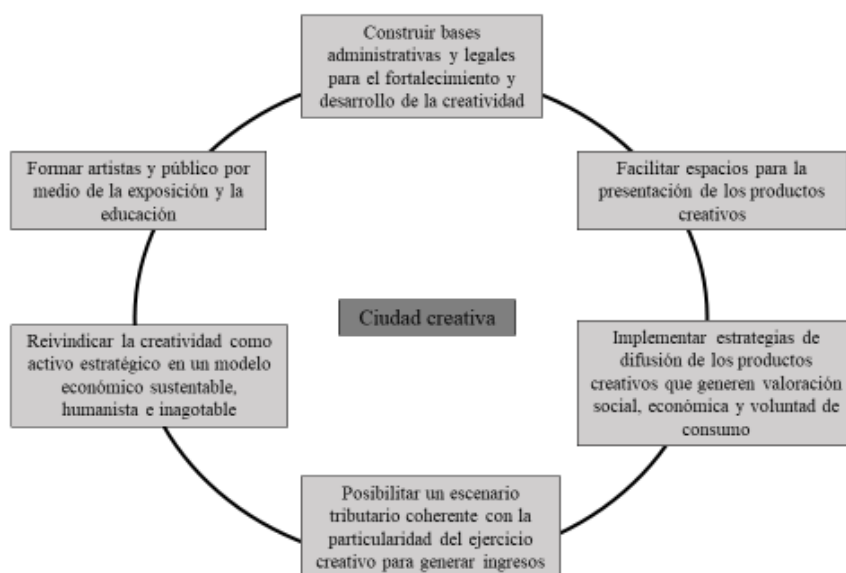 Construir bases
administrativas y legales
para el fortalecimiento y
desarrollo de la creatividad
Formar artistas y público por
medio de la exposición y la
educación
Facilitar espacios para la
presentación de los productos
creativos
Ciudad creativa
Reivindicar la creatividad como
activo estratégico en un modelo
económico sustentable,
humanista e inagotable
Implementar estrategias de
difusión de los productos
creativos que generen valoración
social, económica y voluntad de
consumo
Posibilitar un escenario
tributario coherente con la
particularidad del ejercicio
creativo para generar ingresos